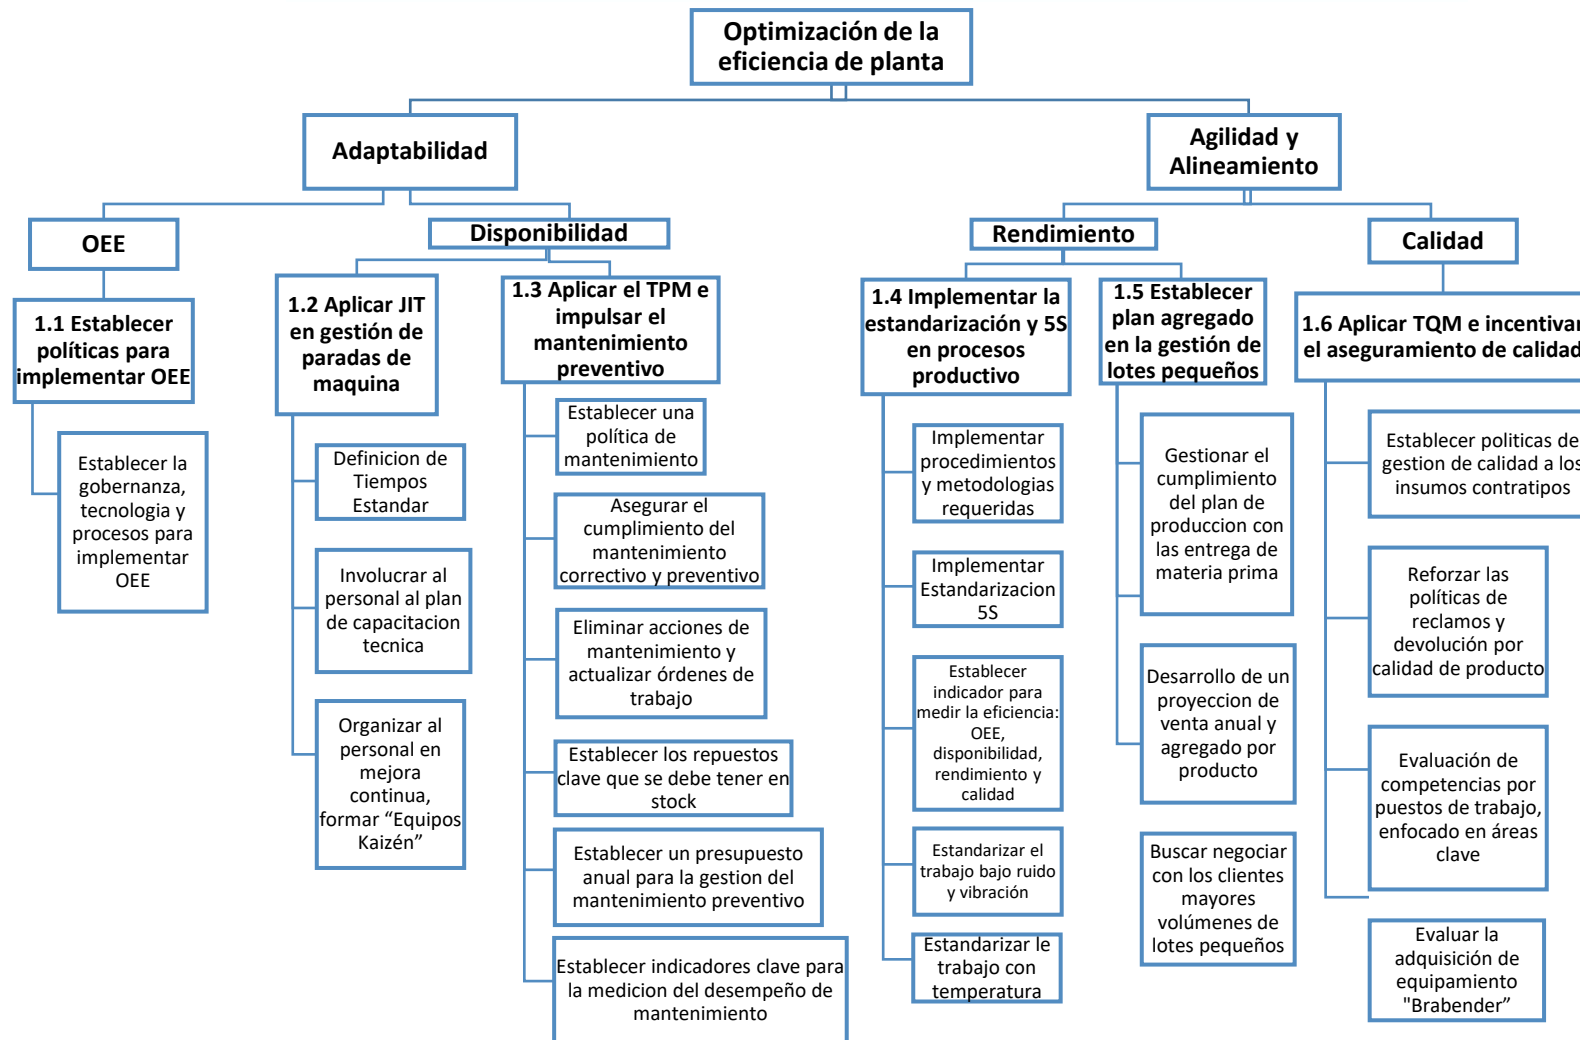 Optimización de la
eficiencia de planta
Adaptabilidad
Agilidad y
Alineamiento
OEE
Disponibilidad
Rendimiento
Calidad
1.1 Establecer
políticas para
implementar OEE
Establecer la
gobernanza,
tecnologia y
procesos para
implementar
OEE
1.2 Aplicar JIT
en gestión de
paradas de
maquina
Definicion de
Tiempos
Estandar
Involucrar al
personal al plan
de capacitacion
tecnica
Organizar al
personal en
mejora
continua,
formar “Equipos
Kaizén”
1.3 Aplicar el TPM e
impulsar el
mantenimiento
preventivo
Establecer una
política de
mantenimiento
Asegurar el
cumplimiento del
mantenimiento
correctivo y preventivo
Eliminar acciones de
mantenimiento y
actualizar órdenes de
trabajo
Establecer los repuestos
clave que se debe tener en
stock
Establecer un presupuesto
anual para la gestion del
mantenimiento preventivo
Establecer indicadores clave para
la medicion del desempeño de
mantenimiento
1.4 Implementar la
estandarización y 5S
en procesos
productivo
Implementar
procedimientos
y metodologias
requeridas
Implementar
Estandarizacion
5S
Establecer
indicador para
medir la eficiencia:
OEE,
disponibilidad,
rendimiento y
calidad
Estandarizar el
trabajo bajo ruido
y vibración
Estandarizar le
trabajo con
temperatura
1.5 Establecer
plan agregado
en la gestión de
lotes pequeños
Gestionar el
cumplimiento
del plan de
produccion con
las entrega de
materia prima
Desarrollo de un
proyeccion de
venta anual y
agregado por
producto
Buscar negociar
con los clientes
mayores
volúmenes de
lotes pequeños
1.6 Aplicar TQM e incentivar
el aseguramiento de calidad
Establecer politicas de
gestion de calidad a los
insumos contratipos
Reforzar las
políticas de
reclamos y
devolución por
calidad de producto
Evaluación de
competencias por
puestos de trabajo,
enfocado en áreas
clave
Evaluar la
adquisición de
equipamiento
"Brabender”